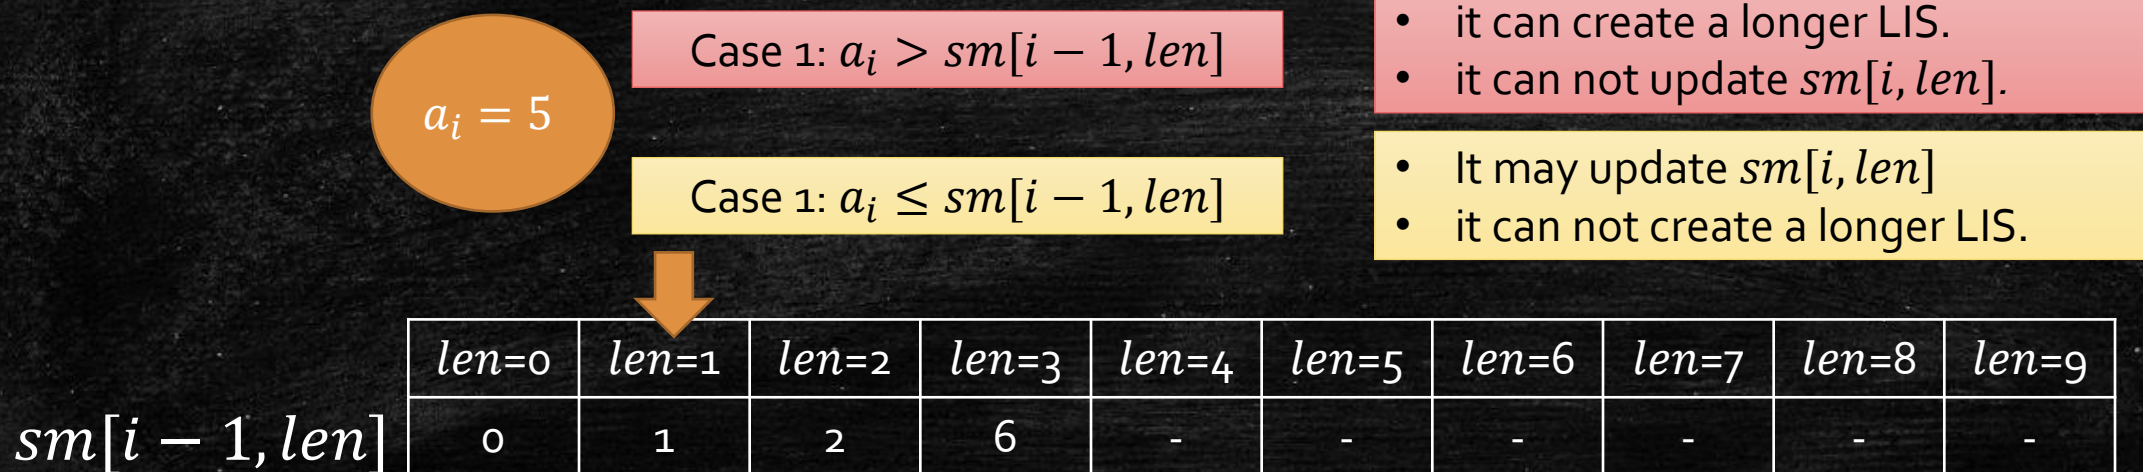 a_i = 5
Case 1: a_i > sm[i − 1, len]
• it can create a longer LIS.
• it can not update sm[i, len].
Case 1: a_i ≤ sm[i − 1, len]
• It may update sm[i, len]
• it can not create a longer LIS.
len=0 len=1 len=2 len=3 len=4 len=5 len=6 len=7 len=8 len=9
sm[i − 1, len] 0 1 2 6 - - - - - -